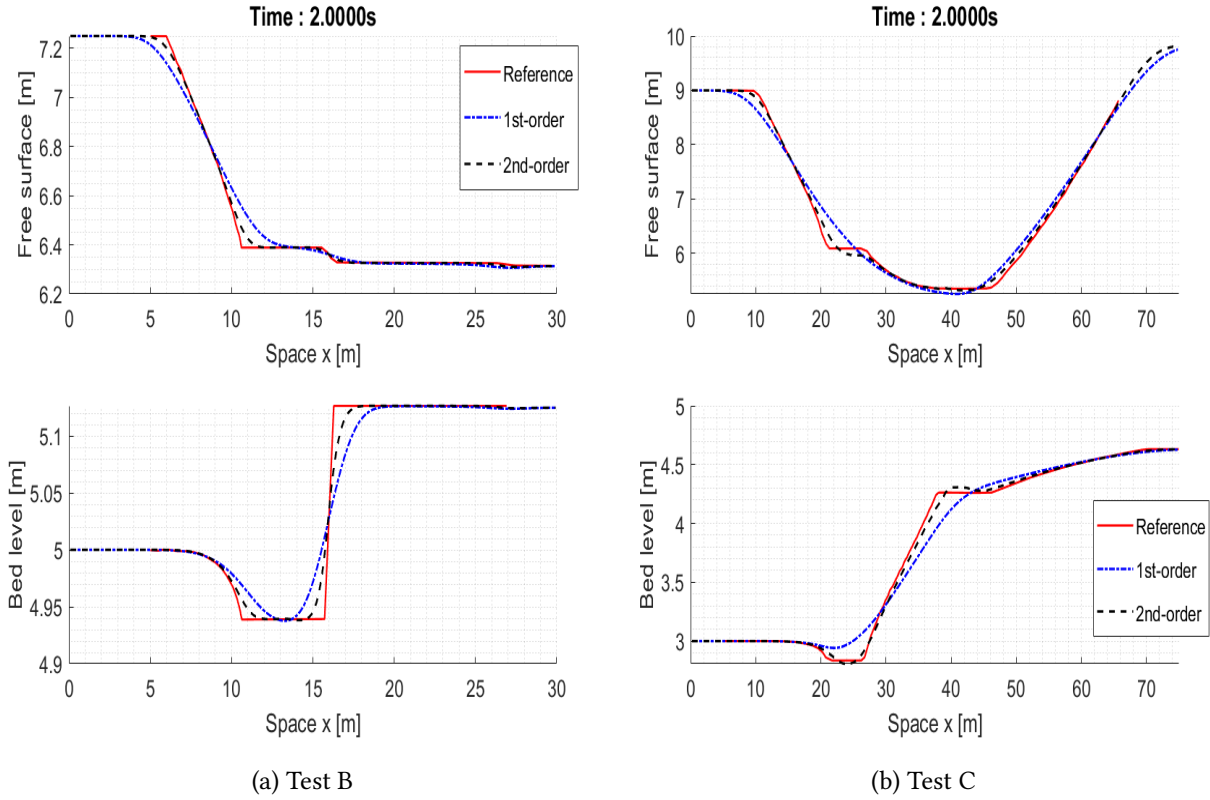 Time : 2.0000s
7.2
7
6.8
6.6
6.4
6.2
Free surface [m]
Reference
1st-order
2nd-order
0 5 10 15 20 25 30
Space x [m]
Time : 2.0000s
10
9
8
7
6
Free surface [m]
0 10 20 30 40 50 60 70
Space x [m]
5.1
5.05
5
4.95
4.9
Bed level [m]
0 5 10 15 20 25 30
Space x [m]
5
4.5
4
3.5
3
Bed level [m]
Reference
1st-order
2nd-order
0 10 20 30 40 50 60 70
Space x [m]
(a) Test B
(b) Test C